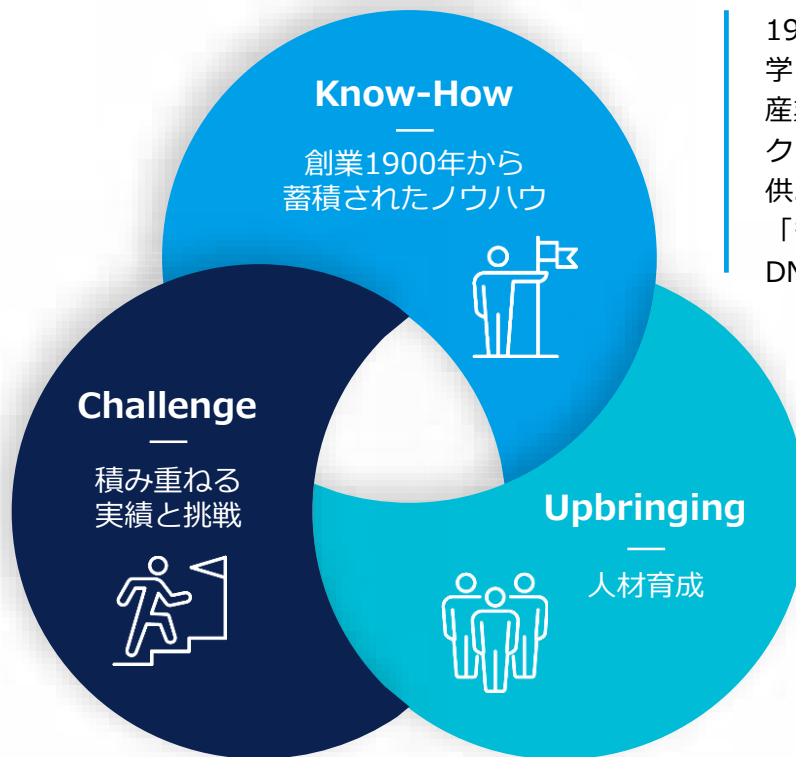 Know-How
創業1900年から
蓄積されたノウハウ
Challenge
積み重ねる
実績と挑戦
Upbringing
人材育成
19
学
産
ク
供
DN